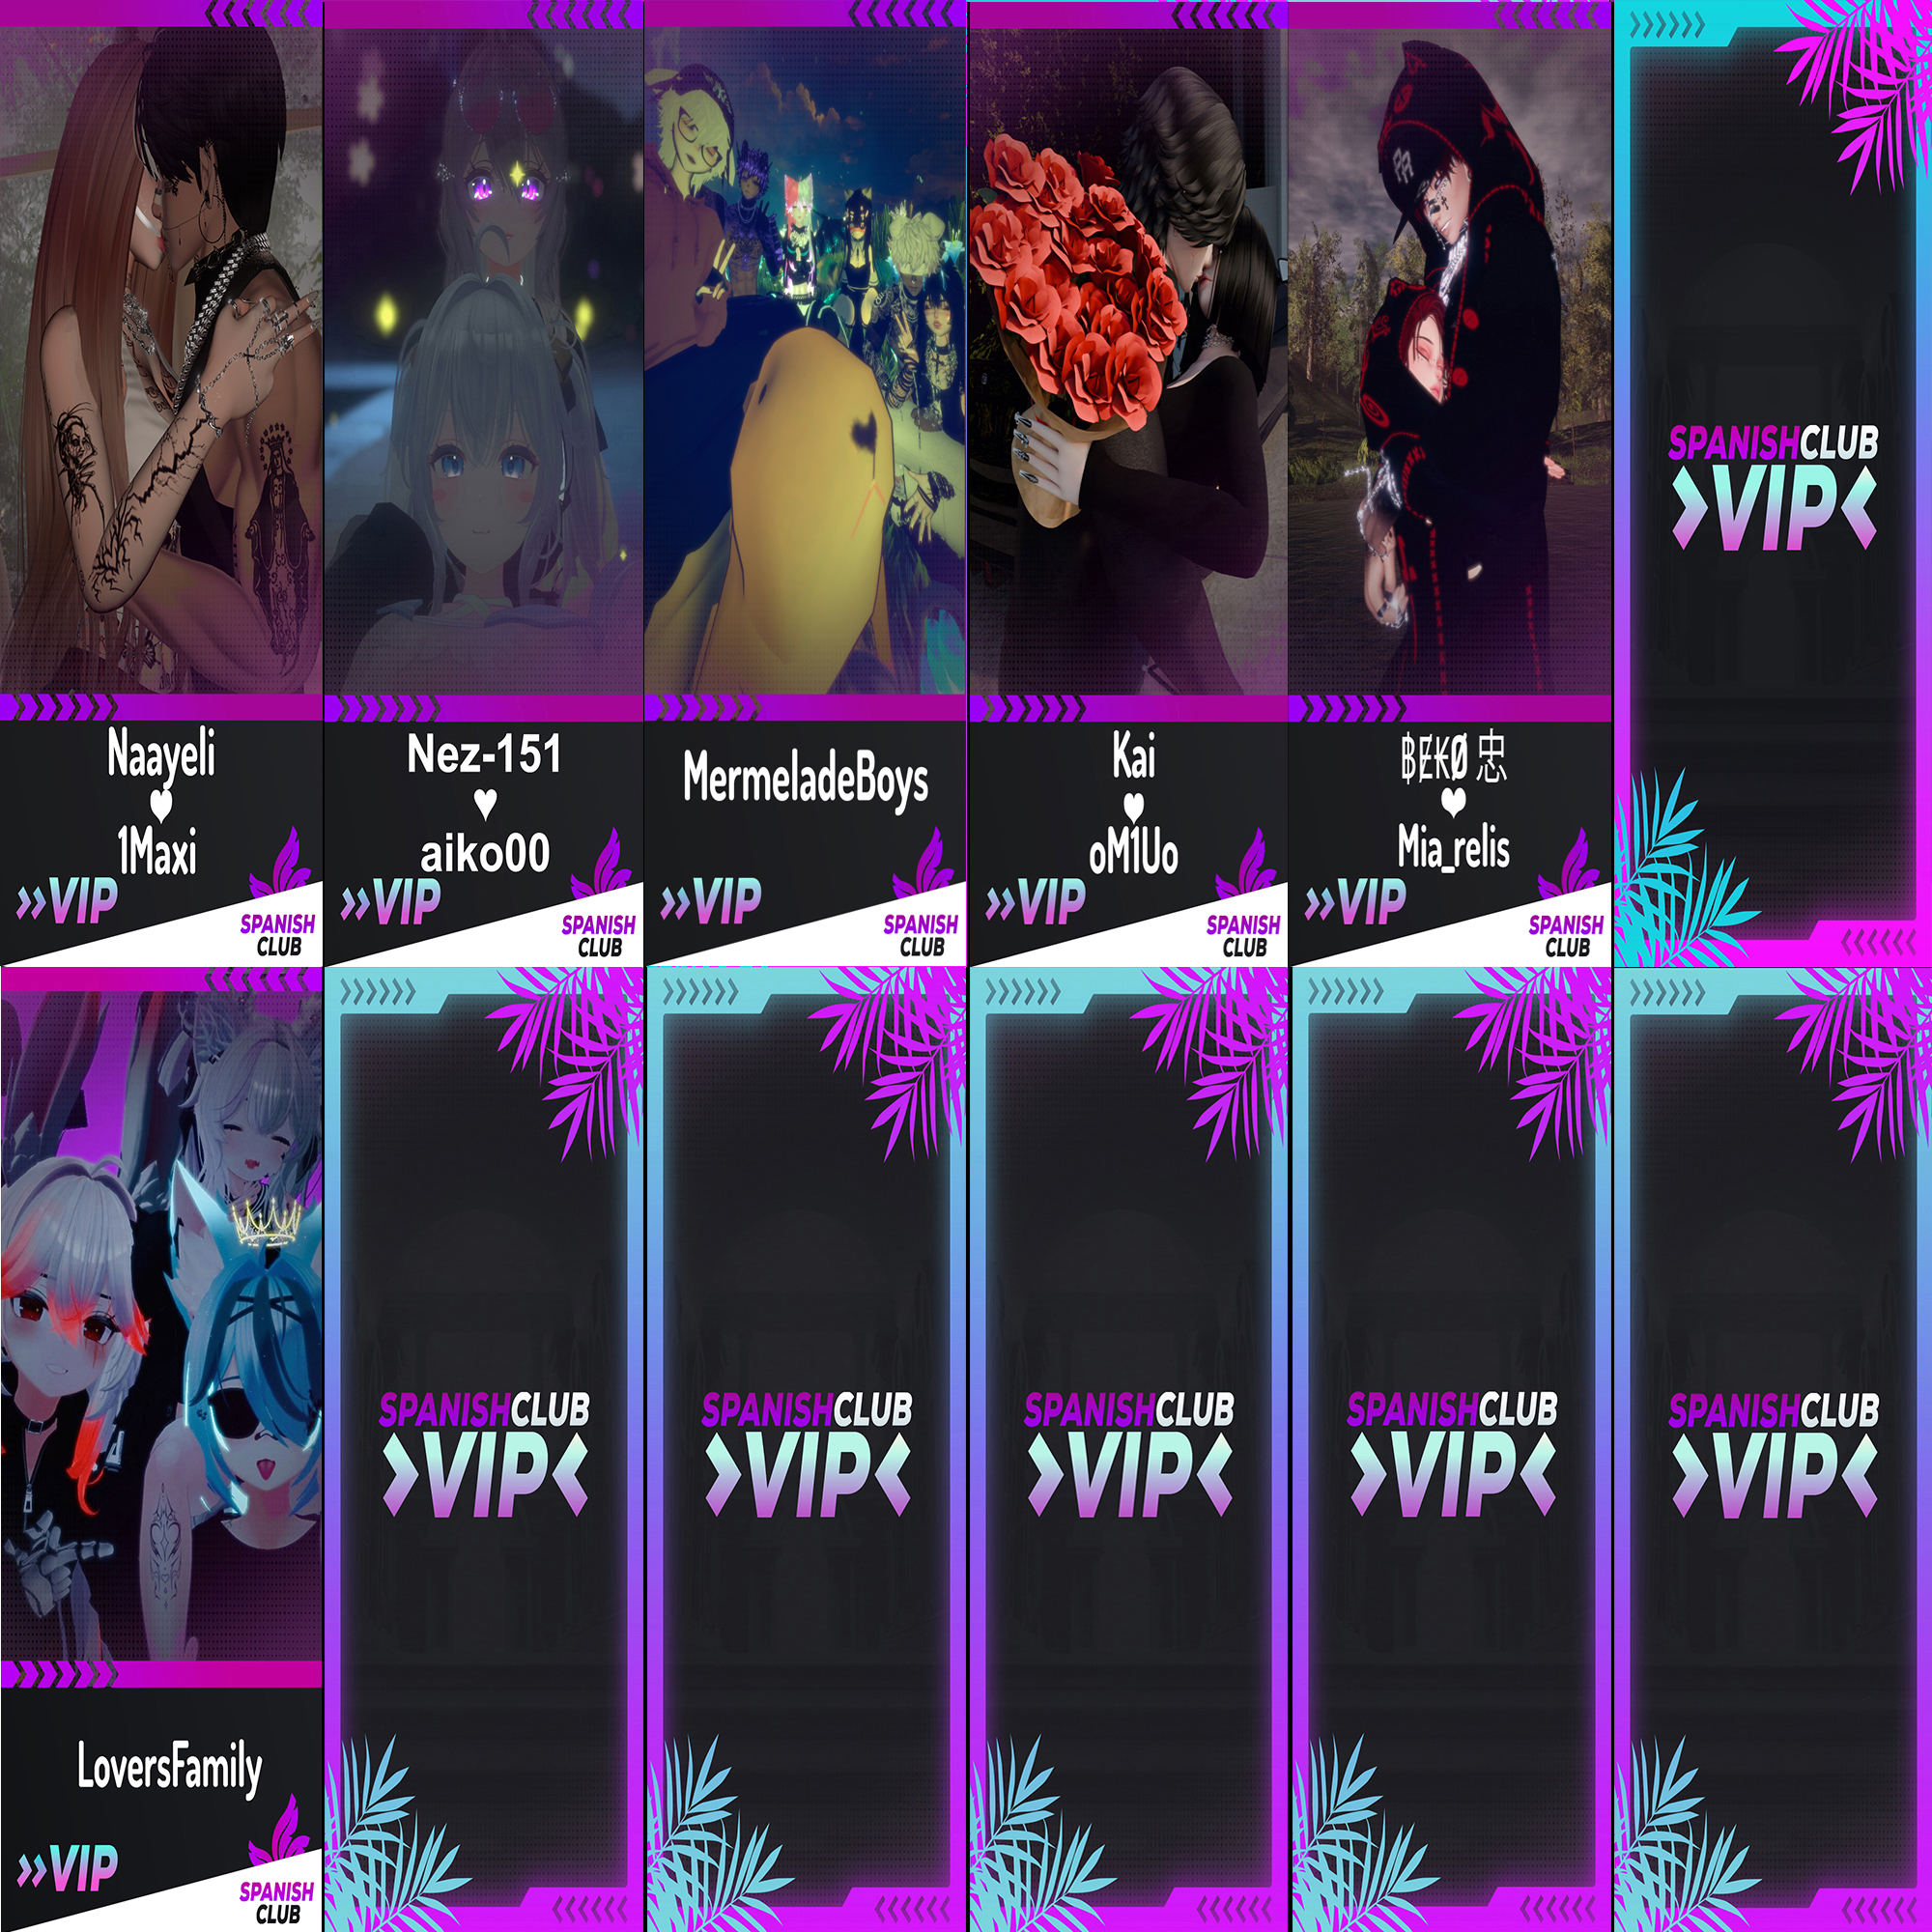 Naayeli
♥
1Maxi
»VIP
SPANISH
CLUB
Nez-151
♥
aiko00
»VIP
SPANISH
CLUB
MermeladeBoys
»VIP
SPANISH
CLUB
Kai
♥
oM1Uo
»VIP
SPANISH
CLUB
฿ɆꝀØ 忠
♥
Mia_relis
»VIP
SPANISH
CLUB
SPANISHCLUB
VIP
LoversFamily
»VIP
SPANISH
CLUB
SPANISHCLUB
VIP
SPANISHCLUB
VIP
SPANISHCLUB
VIP
SPANISHCLUB
VIP
SPANISHCLUB
VIP